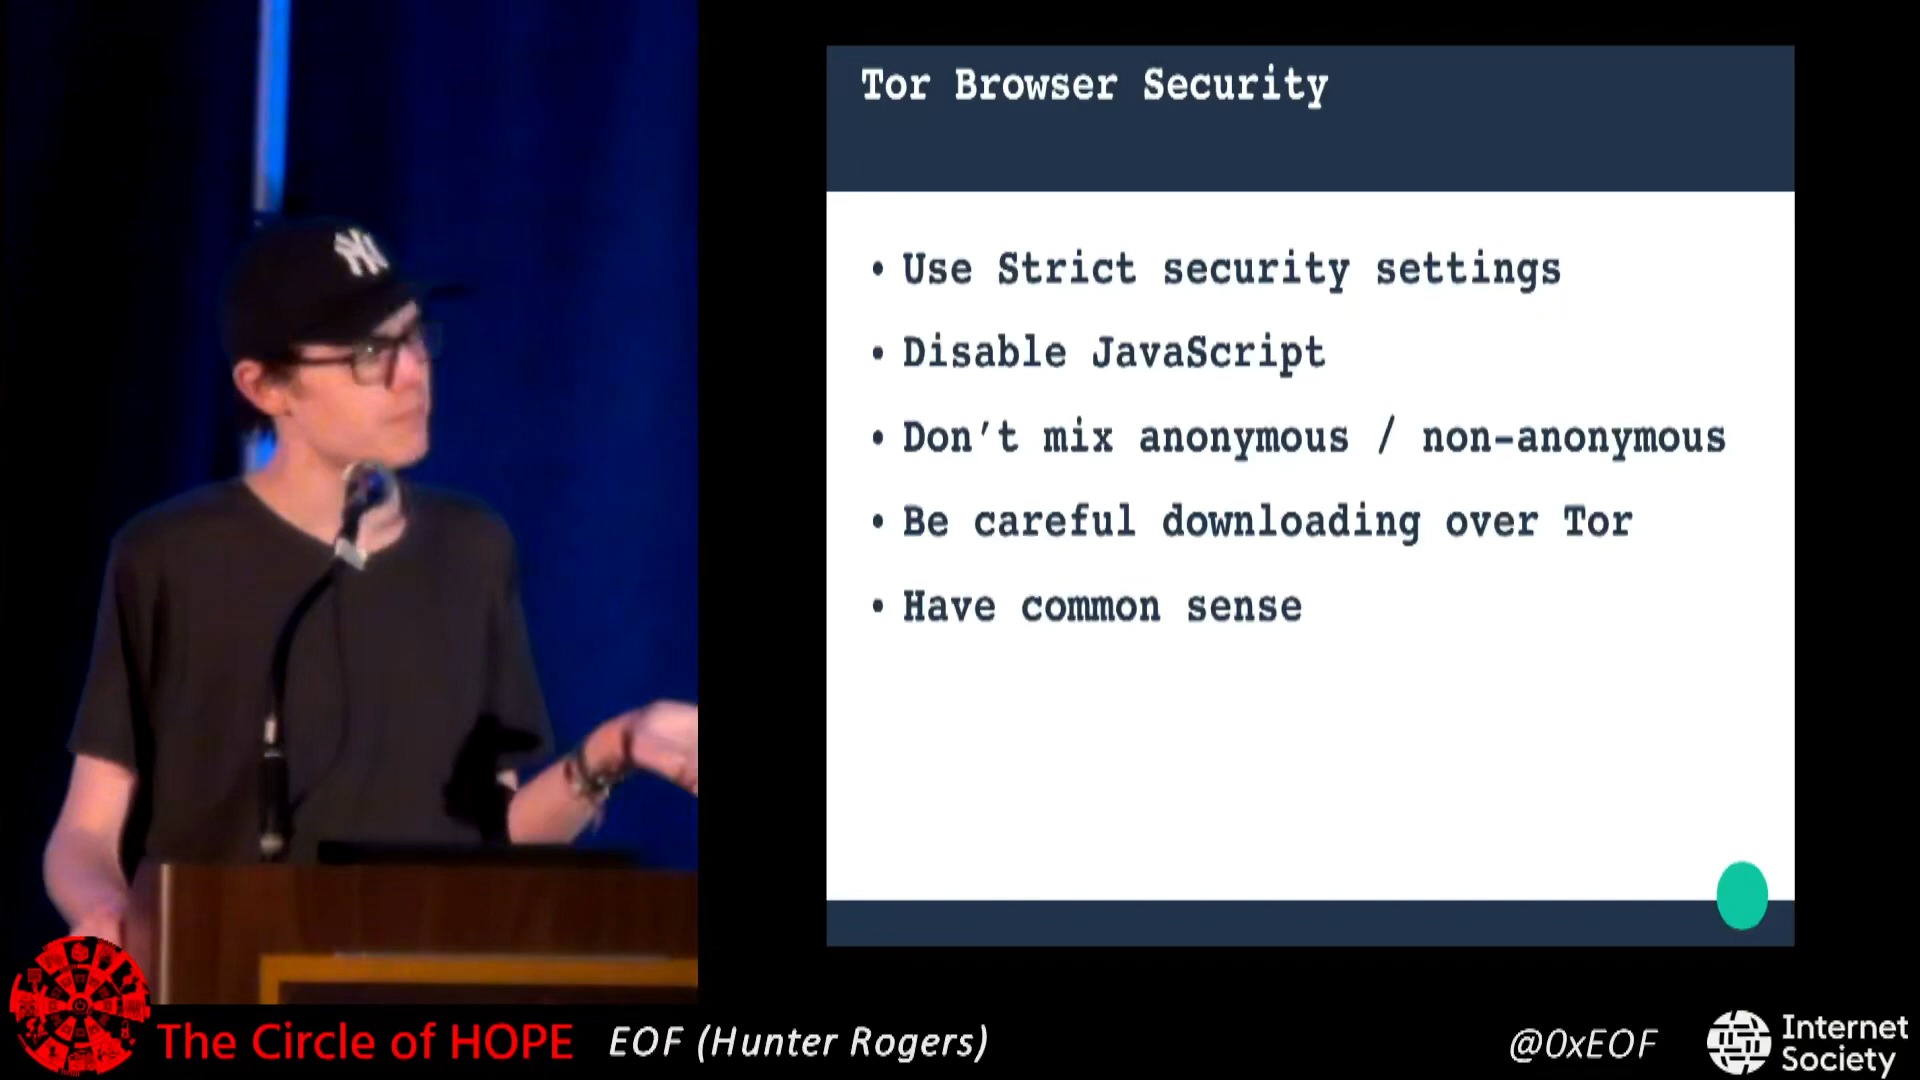 NY
Tor Browser Security
• Use Strict security settings
• Disable JavaScript
• Don’t mix anonymous / non-anonymous
• Be careful downloading over Tor
• Have common sense
The Circle of HOPE
EOF (Hunter Rogers)
@0xEOF
Internet
Society